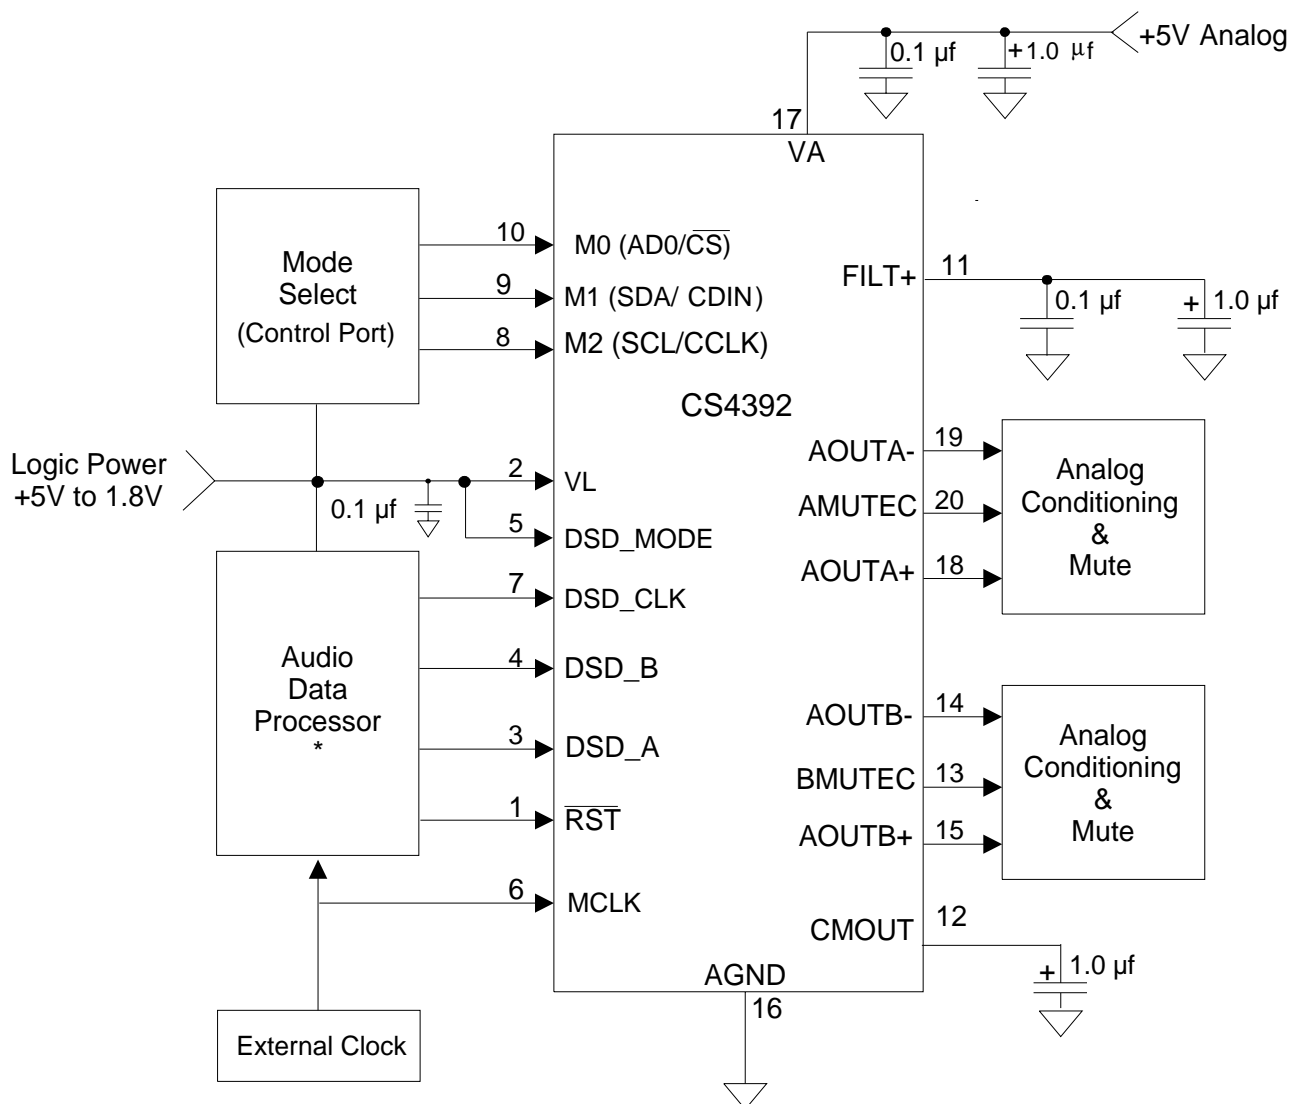 +5V Analog
0.1 µf
+1.0 µf
17
VA
Mode
Select
(Control Port)
10
M0 (AD0/C̅S̅)
9
M1 (SDA/ CDIN)
8
M2 (SCL/CCLK)
FILT+
11
0.1 µf
+
1.0 µf
CS4392
Logic Power
+5V to 1.8V
0.1 µf
2
VL
5
DSD_MODE
7
DSD_CLK
4
DSD_B
3
DSD_A
1
R̅S̅T̅
6
MCLK
Audio
Data
Processor
*
External Clock
AOUTA-
19
AMUTEC
20
AOUTA+
18
Analog
Conditioning
&
Mute
AOUTB-
14
BMUTEC
13
AOUTB+
15
Analog
Conditioning
&
Mute
CMOUT
12
+
1.0 µf
AGND
16